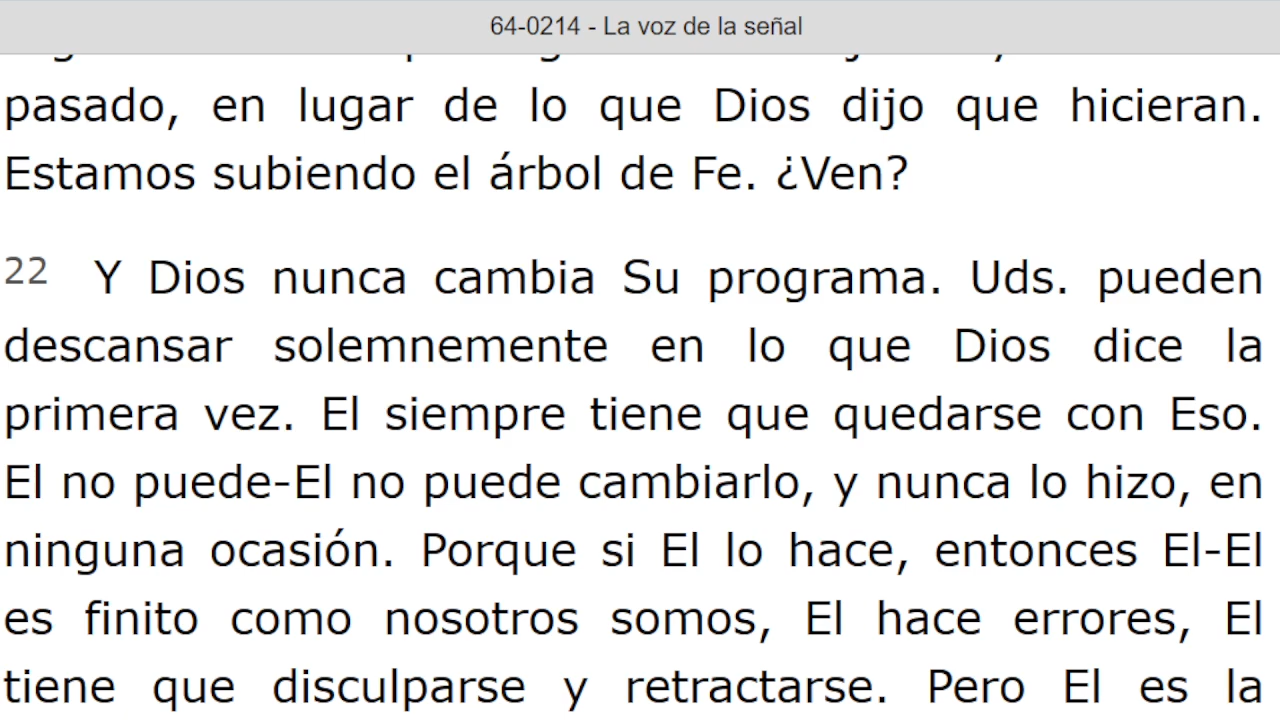 64-0214 - La voz de la señal
pasado, en lugar de lo que Dios dijo que hicieran.
Estamos subiendo el árbol de Fe. ¿Ven?
22 Y Dios nunca cambia Su programa. Uds. pueden
descansar solemnemente en lo que Dios dice la
primera vez. El siempre tiene que quedarse con Eso.
El no puede-El no puede cambiarlo, y nunca lo hizo, en
ninguna ocasión. Porque si El lo hace, entonces El-El
es finito como nosotros somos, El hace errores, El
tiene que disculparse y retractarse. Pero El es la